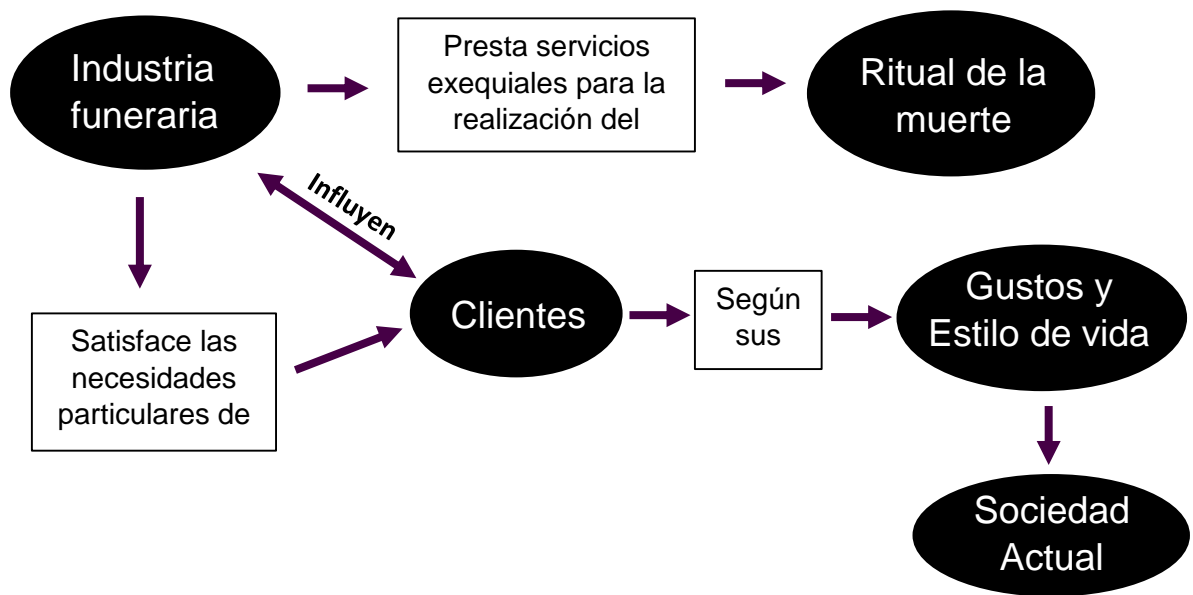 Industria
funeraria
Presta servicios
exequiales para la
realización del
Ritual de la
muerte
Influyen
Satisface las
necesidades
particulares de
Clientes
Según
sus
Gustos y
Estilo de vida
Sociedad
Actual